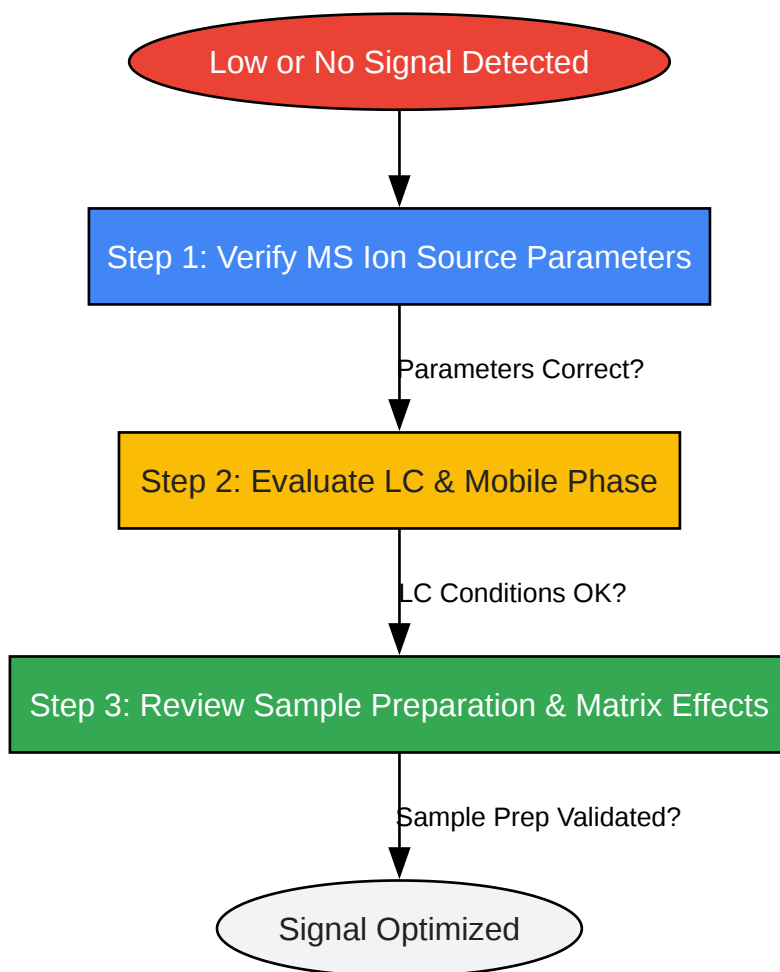 Low or No Signal Detected
Step 1: Verify MS Ion Source Parameters
Parameters Correct?
Step 2: Evaluate LC & Mobile Phase
LC Conditions OK?
Step 3: Review Sample Preparation & Matrix Effects
Sample Prep Validated?
Signal Optimized